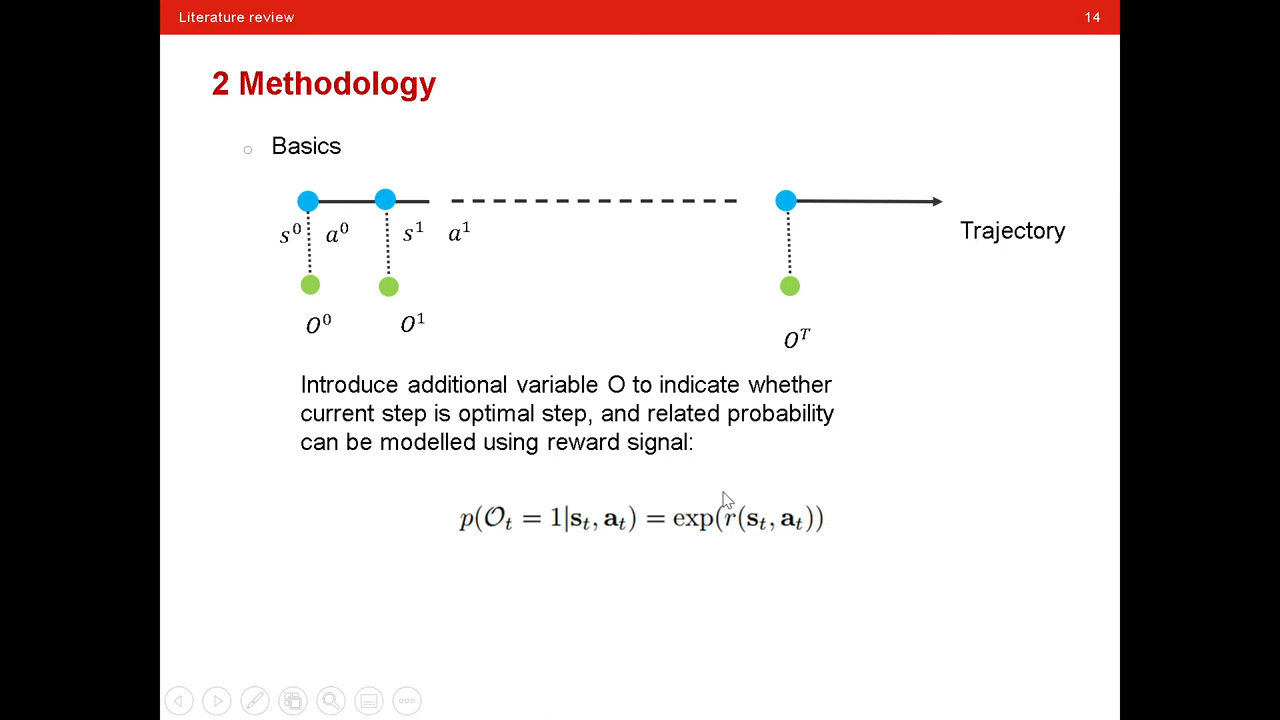 Literature review 14
2 Methodology
Basics
s⁰ a⁰ s¹ a¹
Trajectory
O⁰ O¹ Oᵀ
Introduce additional variable O to indicate whether
current step is optimal step, and related probability
can be modelled using reward signal:
p(𝒪ₜ = 1|𝐬ₜ, 𝐚ₜ) = exp(r(𝐬ₜ, 𝐚ₜ))